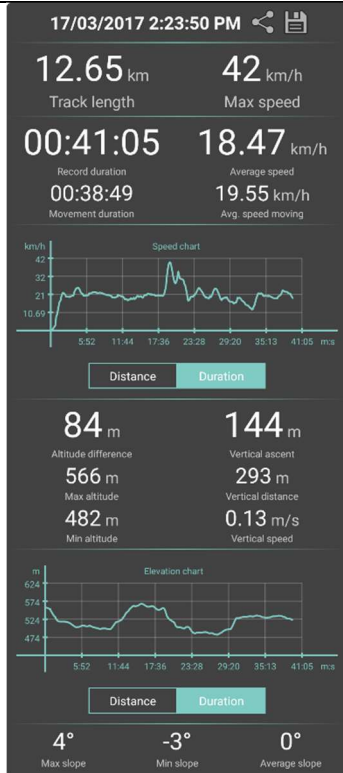 17/03/2017 2:23:50 PM
12.65 km 42 km/h
Track length Max speed
00:41:05 18.47 km/h
Record duration Average speed
00:38:49 19.55 km/h
Movement duration Avg. speed moving
km/h Speed chart
42
32
21
10.69
5:52 11:44 17:36 23:28 29:20 35:13 41:05 m:s
Distance Duration
84 m 144 m
Altitude difference Vertical ascent
566 m 293 m
Max altitude Vertical distance
482 m 0.13 m/s
Min altitude Vertical speed
m Elevation chart
624
574
524
474
5:52 11:44 17:36 23:28 29:20 35:13 41:05 m:s
Distance Duration
4° -3° 0°
Max slope Min slope Average slope